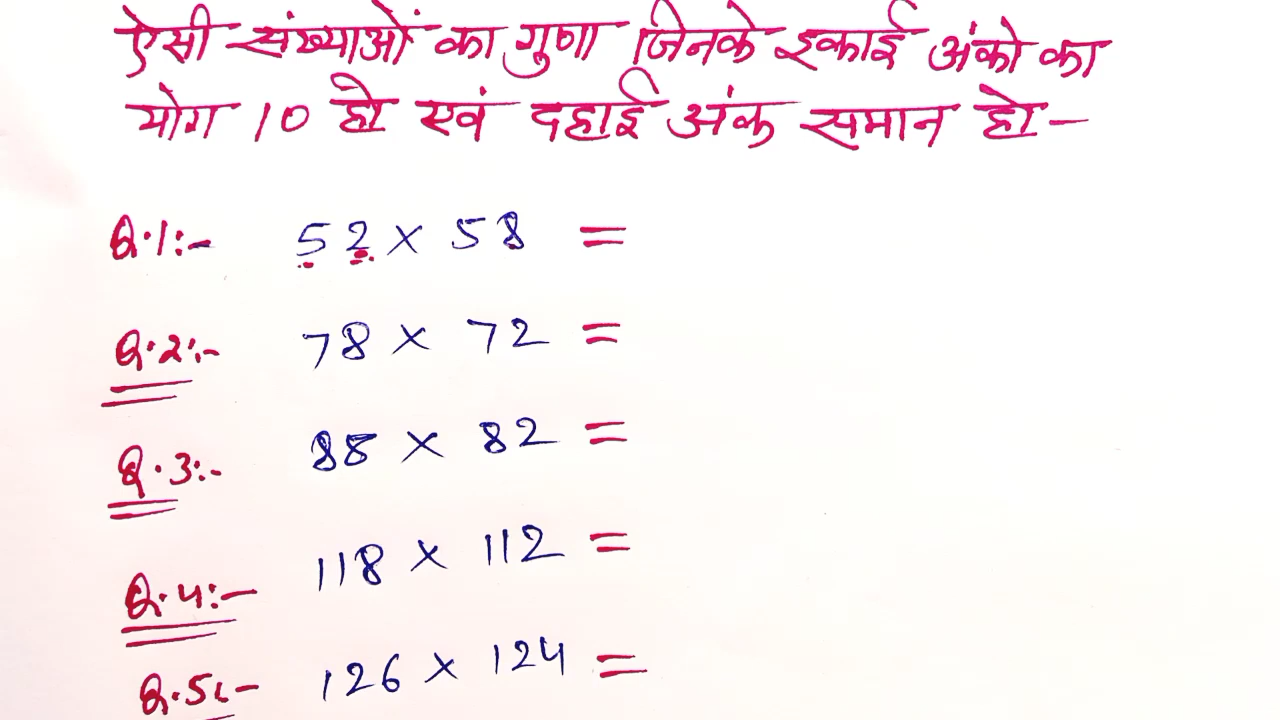 ऐसी संख्याओं का गुणा जिनके इकाई अंको का
योग 10 हो एवं दहाई अंक समान हो-
Q.1:- 52 × 58 =
Q.2:- 78 × 72 =
Q.3:- 88 × 82 =
Q.4:- 118 × 112 =
Q.5:- 126 × 124 =